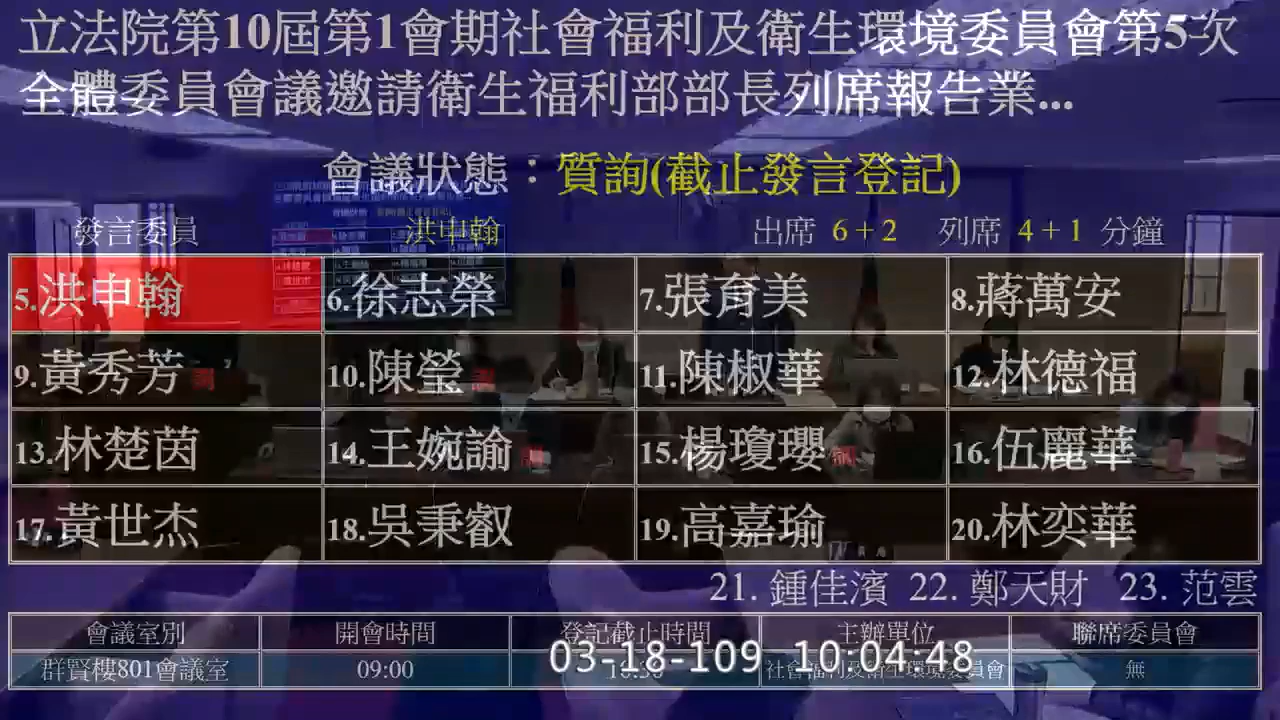 立法院第10屆第1會期社會福利及衛生環境委員會第5次
全體委員會議邀請衛生福利部部長列席報告業...
會議狀態：質詢(截止發言登記)
發言委員 洪申翰 出席 6 + 2 列席 4 + 1 分鐘
5.洪申翰 6.徐志榮 7.張育美 8.蔣萬安
9.黃秀芳 10.陳瑩 11.陳椒華 12.林德福
13.林楚茵 14.王婉諭 15.楊瓊瓔 16.伍麗華
17.黃世杰 18.吳秉叡 19.高嘉瑜 20.林奕華
21. 鍾佳濱 22. 鄭天財 23. 范雲
會議室別 開會時間 登記截止時間 主辦單位 聯席委員會
群賢樓801會議室 09:00 10:30 社會福利及衛生環境委員會 無
03-18-109 10:04:48